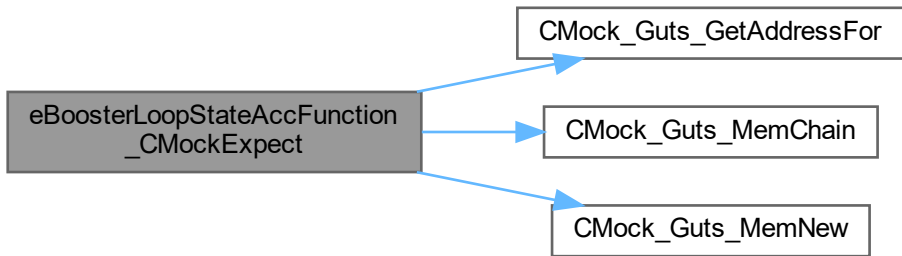 eBoosterLoopStateAccFunction
_CMockExpect
CMock_Guts_GetAddressFor
CMock_Guts_MemChain
CMock_Guts_MemNew